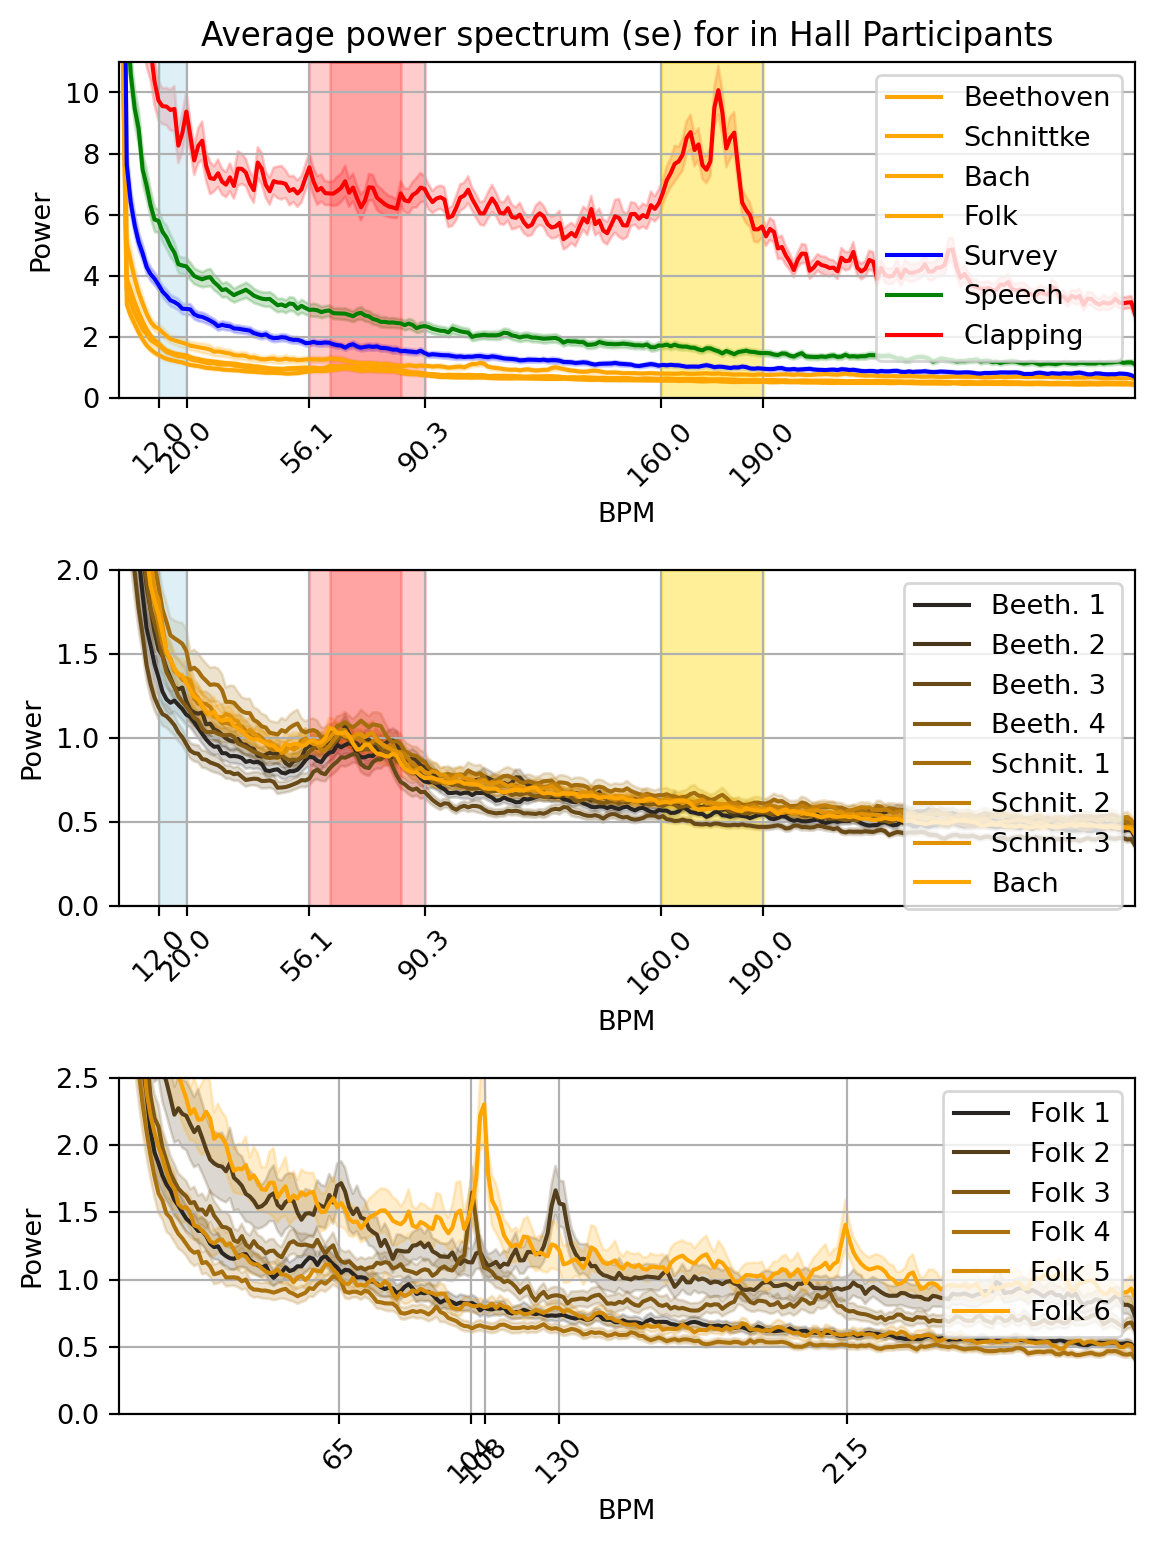 Average power spectrum (se) for in Hall Participants
Power
10
8
6
4
2
0
Beethoven
Schnittke
Bach
Folk
Survey
Speech
Clapping
12.0
20.0
56.1
90.3
160.0
190.0
BPM
Power
2.0
1.5
1.0
0.5
0.0
Beeth. 1
Beeth. 2
Beeth. 3
Beeth. 4
Schnit. 1
Schnit. 2
Schnit. 3
Bach
12.0
20.0
56.1
90.3
160.0
190.0
BPM
Power
2.5
2.0
1.5
1.0
0.5
0.0
Folk 1
Folk 2
Folk 3
Folk 4
Folk 5
Folk 6
65
104
108
130
215
BPM